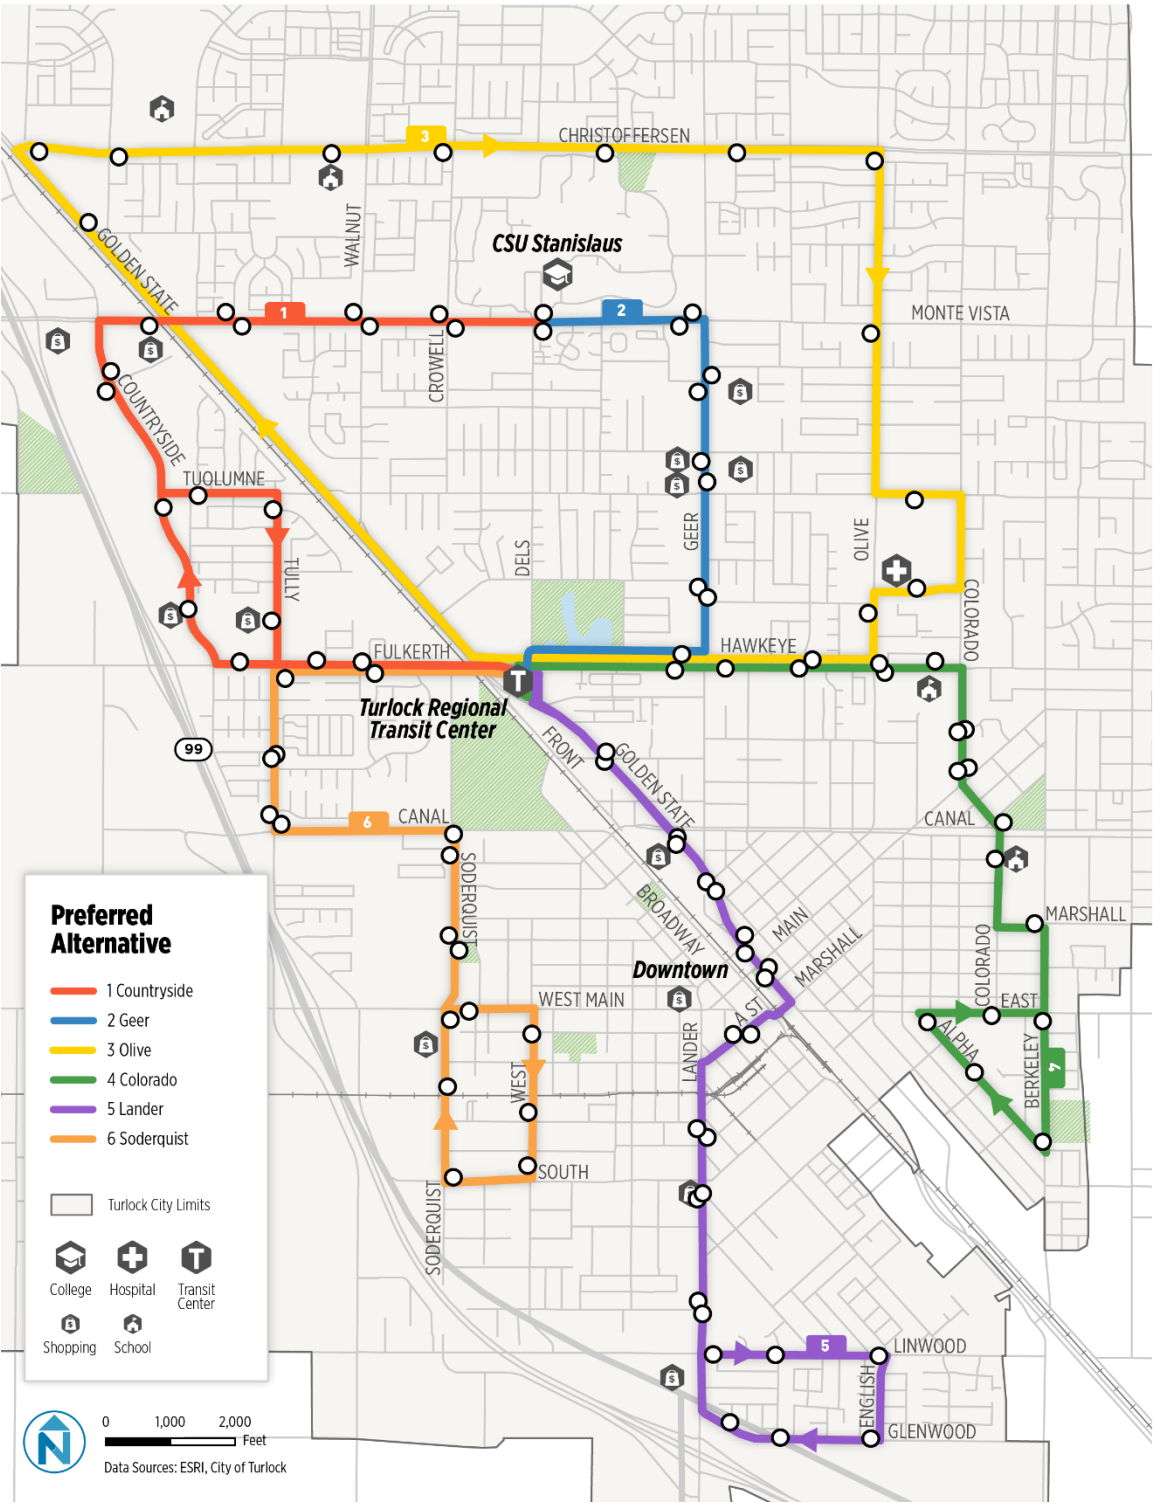 3
CHRISTOFFERSEN
WALNUT
CSU Stanislaus
GOLDEN STATE
1
2
MONTE VISTA
CROWELL
COUNTRYSIDE
TUOLUMNE
GEER
OLIVE
DELS
TULLY
COLORADO
HAWKEYE
FULKERTH
T
Turlock Regional
Transit Center
99
FRONT
GOLDEN STATE
6
CANAL
CANAL
SODERQUIST
BROADWAY
MAIN
MARSHALL
MARSHALL
COLORADO
Downtown
WEST MAIN
A ST
EAST
LANDER
ALPHA
BERKELEY
4
WEST
SOUTH
SODERQUIST
5
LINWOOD
ENGLISH
GLENWOOD
Preferred
Alternative
1 Countryside
2 Geer
3 Olive
4 Colorado
5 Lander
6 Soderquist
Turlock City Limits
T
College
Hospital
Transit
Center
Shopping
School
N
0 1,000 2,000
Feet
Data Sources: ESRI, City of Turlock